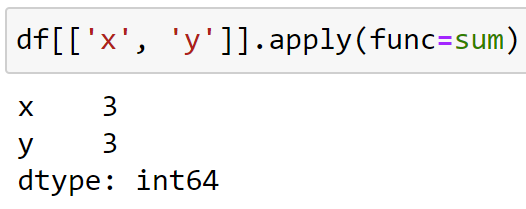 df[['x', 'y']].apply(func=sum)
x    3
y    3
dtype: int64